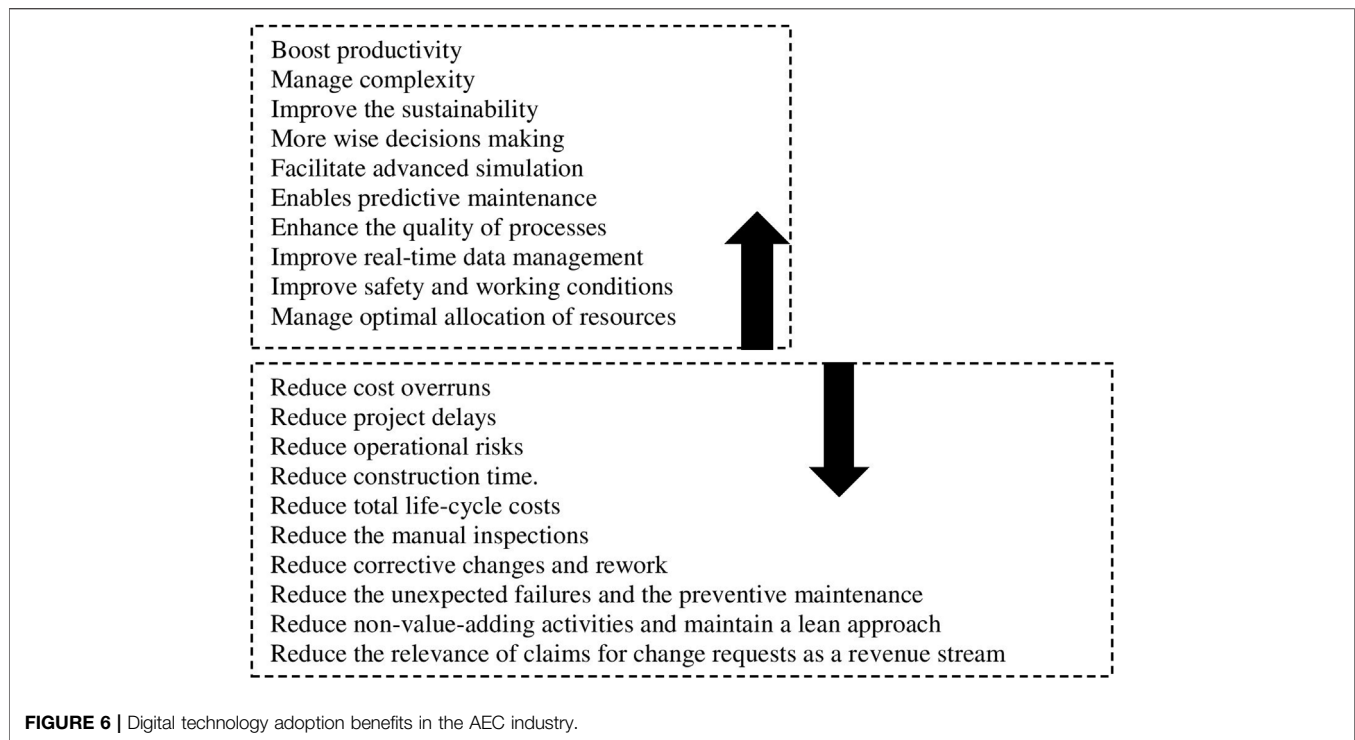 Boost productivity
Manage complexity
Improve the sustainability
More wise decisions making
Facilitate advanced simulation
Enables predictive maintenance
Enhance the quality of processes
Improve real-time data management
Improve safety and working conditions
Manage optimal allocation of resources
Reduce cost overruns
Reduce project delays
Reduce operational risks
Reduce construction time.
Reduce total life-cycle costs
Reduce the manual inspections
Reduce corrective changes and rework
Reduce the unexpected failures and the preventive maintenance
Reduce non-value-adding activities and maintain a lean approach
Reduce the relevance of claims for change requests as a revenue stream
FIGURE 6 | Digital technology adoption benefits in the AEC industry.